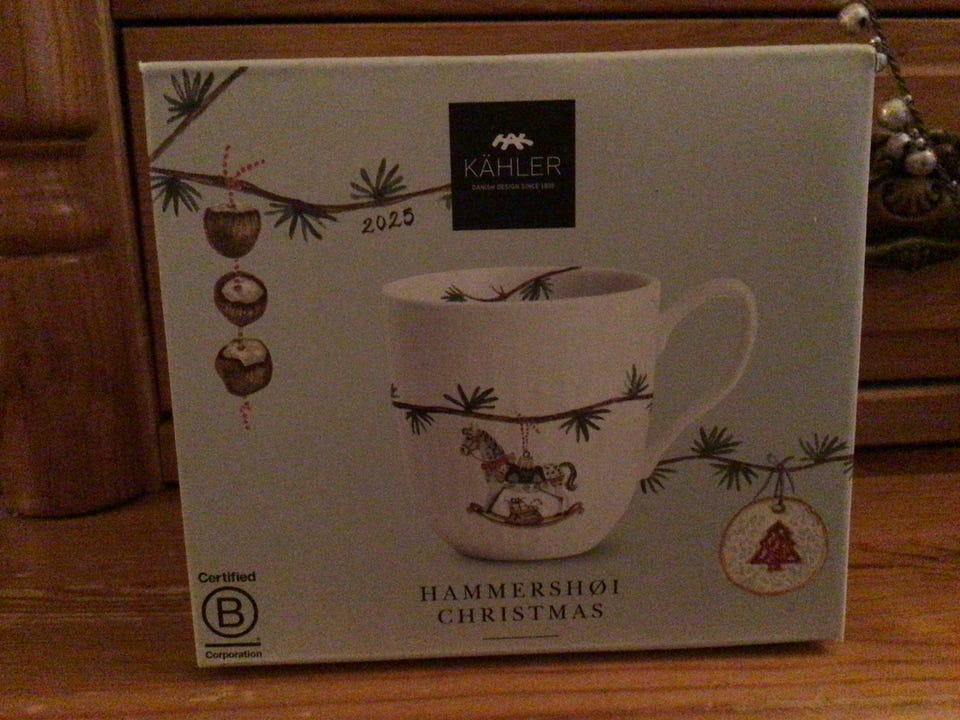 KÄHLER
DANISH DESIGN SINCE 1839
2025
HAMMERSHØI
CHRISTMAS
Certified
B
Corporation